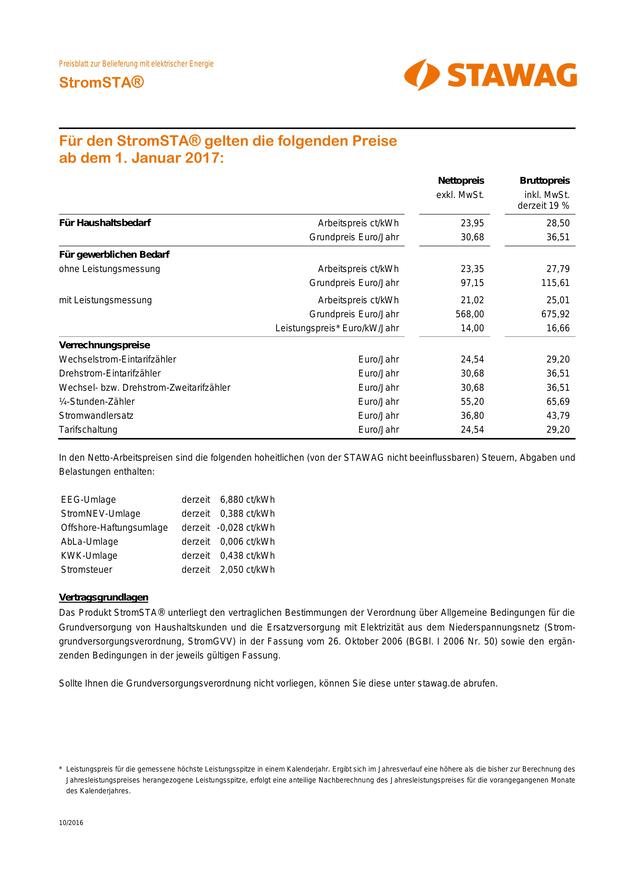 Preisblatt zur Belieferung mit elektrischer Energie
StromSTA®
STAWAG
Für den StromSTA® gelten die folgenden Preise
ab dem 1. Januar 2017:
Nettopreis Bruttopreis
exkl. MwSt. inkl. MwSt.
derzeit 19 %
Für Haushaltsbedarf Arbeitspreis ct/kWh 23,95 28,50
Grundpreis Euro/Jahr 30,68 36,51
Für gewerblichen Bedarf
ohne Leistungsmessung Arbeitspreis ct/kWh 23,35 27,79
Grundpreis Euro/Jahr 97,15 115,61
mit Leistungsmessung Arbeitspreis ct/kWh 21,02 25,01
Grundpreis Euro/Jahr 568,00 675,92
Leistungspreis* Euro/kW/Jahr 14,00 16,66
Verrechnungspreise
Wechselstrom-Eintarifzähler Euro/Jahr 24,54 29,20
Drehstrom-Eintarifzähler Euro/Jahr 30,68 36,51
Wechsel- bzw. Drehstrom-Zweitarifzähler Euro/Jahr 30,68 36,51
¼-Stunden-Zähler Euro/Jahr 55,20 65,69
Stromwandlersatz Euro/Jahr 36,80 43,79
Tarifschaltung Euro/Jahr 24,54 29,20
In den Netto-Arbeitspreisen sind die folgenden hoheitlichen (von der STAWAG nicht beeinflussbaren) Steuern, Abgaben und
Belastungen enthalten:
EEG-Umlage derzeit 6,880 ct/kWh
StromNEV-Umlage derzeit 0,388 ct/kWh
Offshore-Haftungsumlage derzeit -0,028 ct/kWh
AbLa-Umlage derzeit 0,006 ct/kWh
KWK-Umlage derzeit 0,438 ct/kWh
Stromsteuer derzeit 2,050 ct/kWh
Vertragsgrundlagen
Das Produkt StromSTA® unterliegt den vertraglichen Bestimmungen der Verordnung über Allgemeine Bedingungen für die
Grundversorgung von Haushaltskunden und die Ersatzversorgung mit Elektrizität aus dem Niederspannungsnetz (Strom-
grundversorgungsverordnung, StromGVV) in der Fassung vom 26. Oktober 2006 (BGBl. I 2006 Nr. 50) sowie den ergän-
zenden Bedingungen in der jeweils gültigen Fassung.
Sollte Ihnen die Grundversorgungsverordnung nicht vorliegen, können Sie diese unter stawag.de abrufen.
* Leistungspreis für die gemessene höchste Leistungsspitze in einem Kalenderjahr. Ergibt sich im Jahresverlauf eine höhere als die bisher zur Berechnung des
Jahresleistungspreises herangezogene Leistungsspitze, erfolgt eine anteilige Nachberechnung des Jahresleistungspreises für die vorangegangenen Monate
des Kalenderjahres.
10/2016